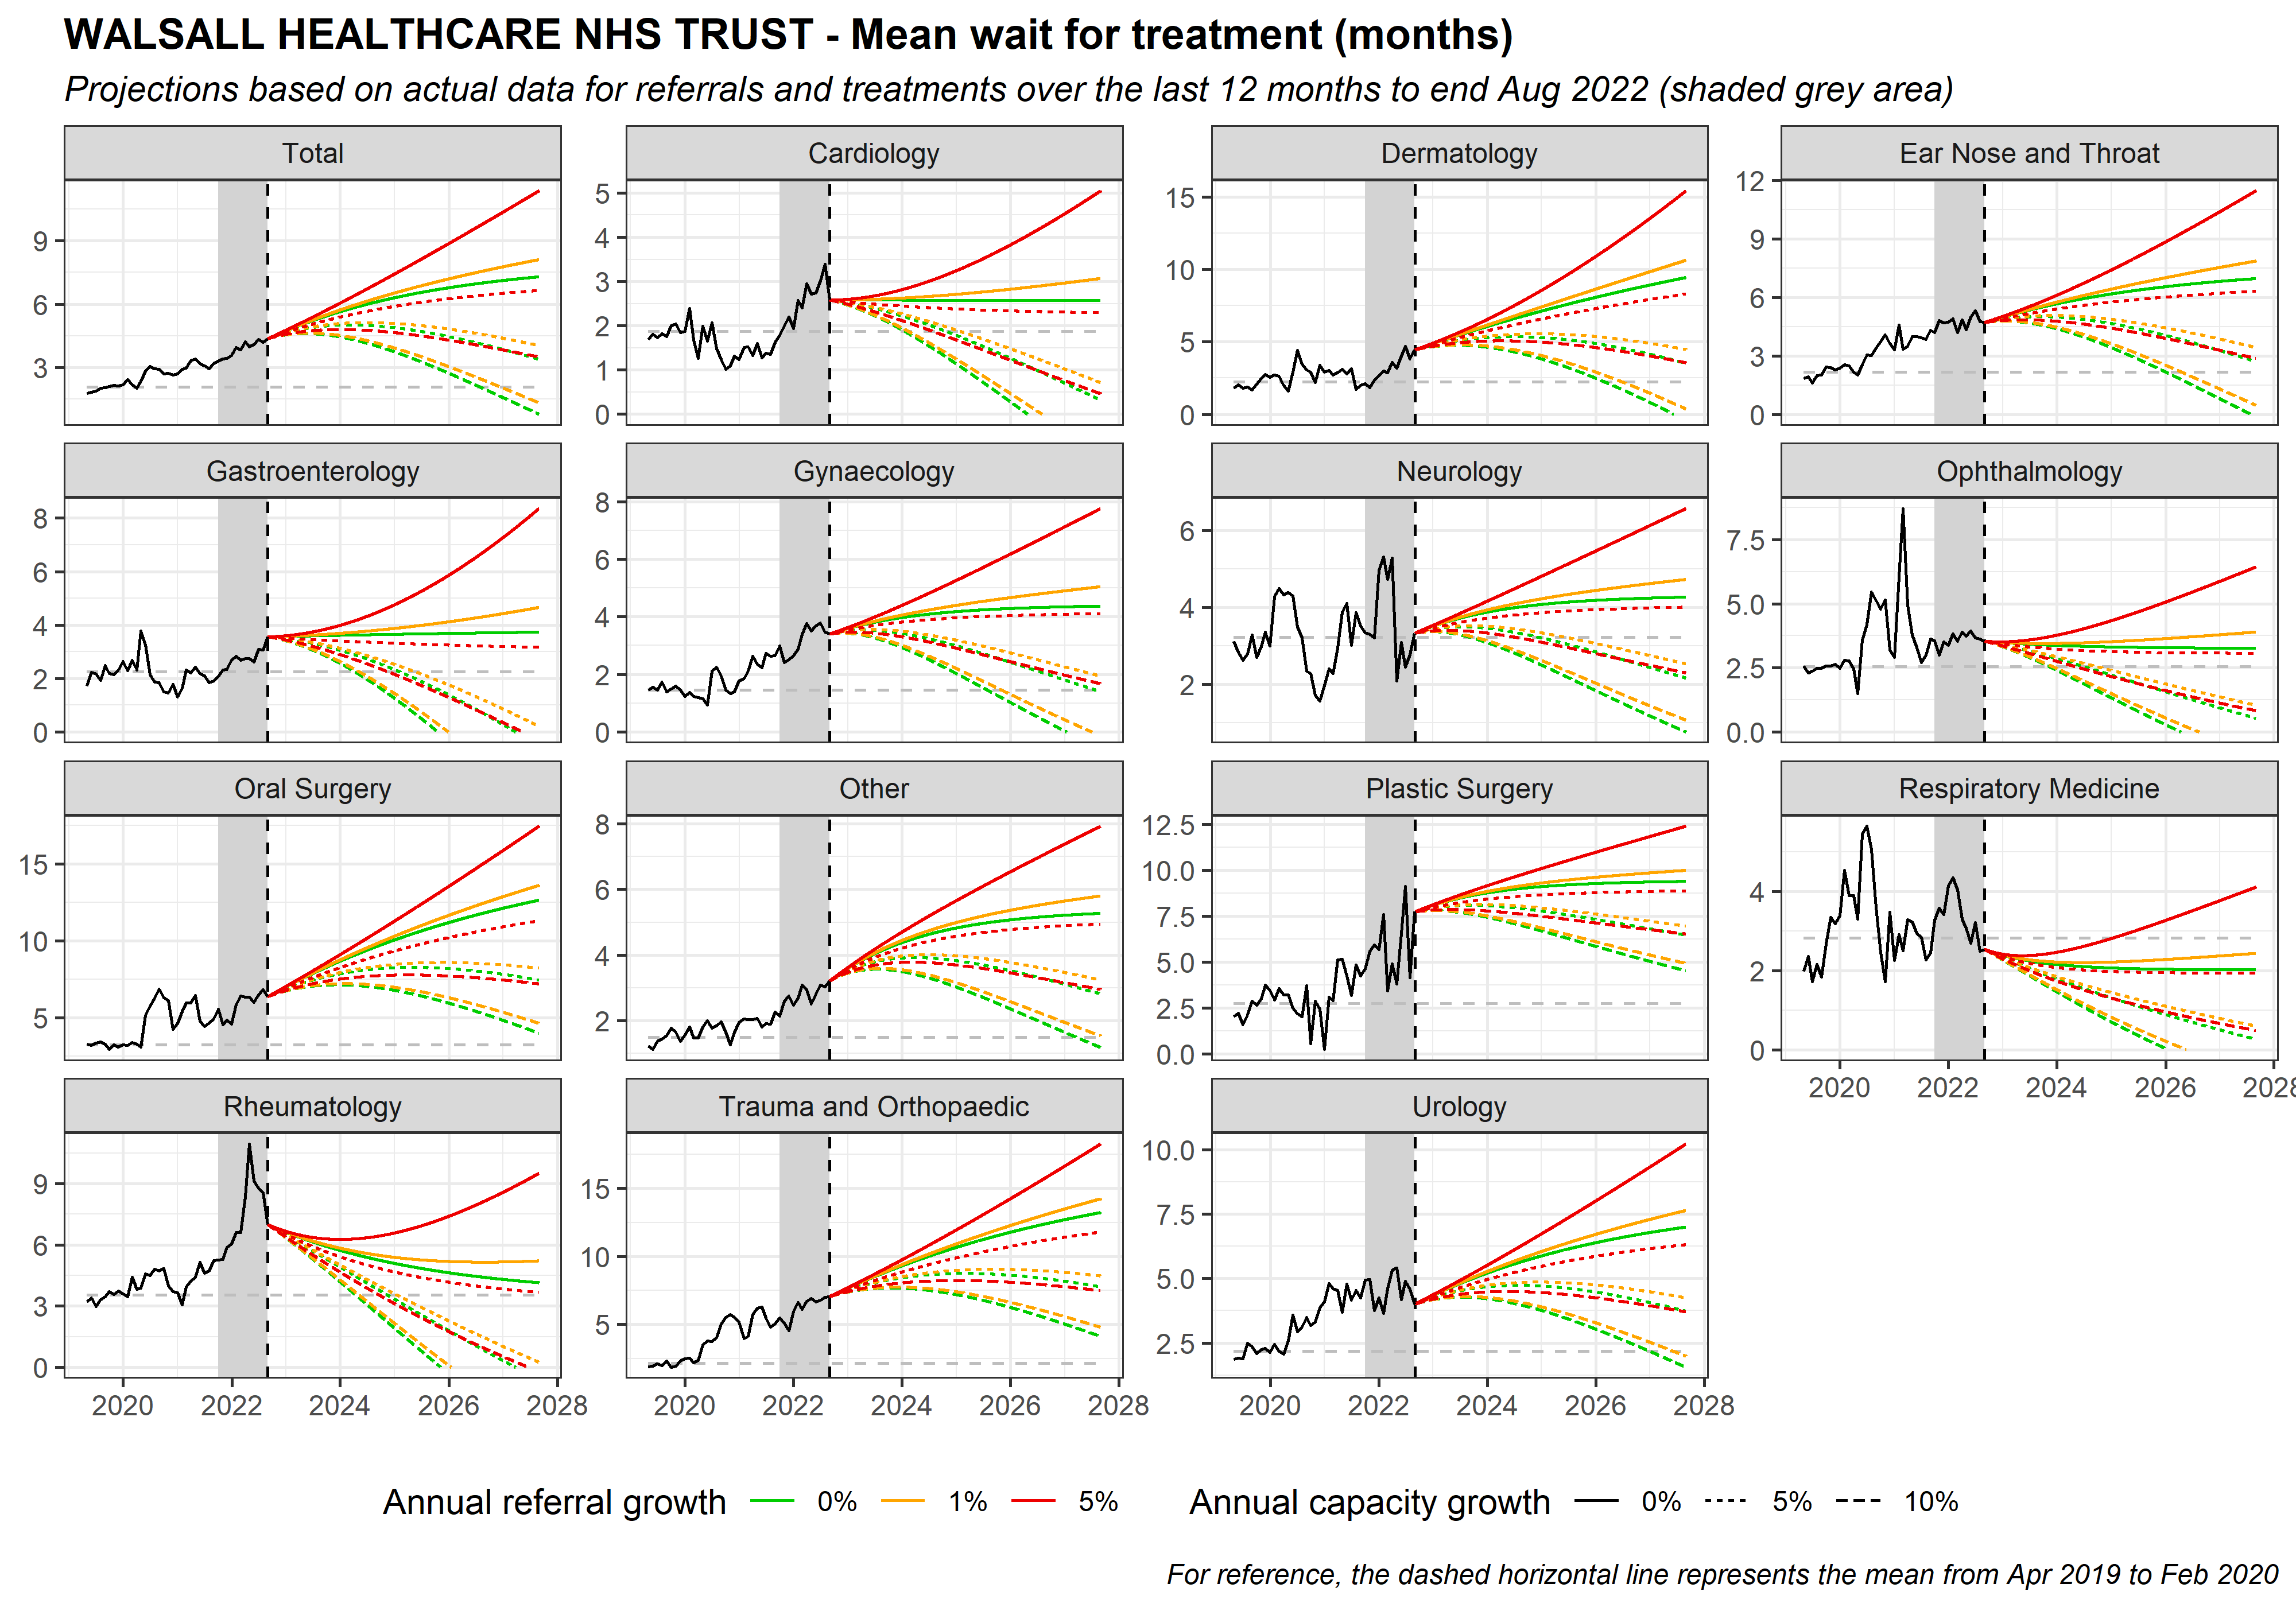 WALSALL HEALTHCARE NHS TRUST - Mean wait for treatment (months)
Projections based on actual data for referrals and treatments over the last 12 months to end Aug 2022 (shaded grey area)
Total
Cardiology
Dermatology
Ear Nose and Throat
9
6
3
5
4
3
2
1
0
15
10
5
0
12
9
6
3
0
Gastroenterology
Gynaecology
Neurology
Ophthalmology
8
6
4
2
0
8
6
4
2
0
6
4
2
7.5
5.0
2.5
0.0
Oral Surgery
Other
Plastic Surgery
Respiratory Medicine
15
10
5
8
6
4
2
12.5
10.0
7.5
5.0
2.5
0.0
4
2
0
2020 2022 2024 2026 2028
Rheumatology
Trauma and Orthopaedic
Urology
9
6
3
0
15
10
5
10.0
7.5
5.0
2.5
2020 2022 2024 2026 2028
2020 2022 2024 2026 2028
2020 2022 2024 2026 2028
Annual referral growth 0% 1% 5%
Annual capacity growth 0% 5% 10%
For reference, the dashed horizontal line represents the mean from Apr 2019 to Feb 2020